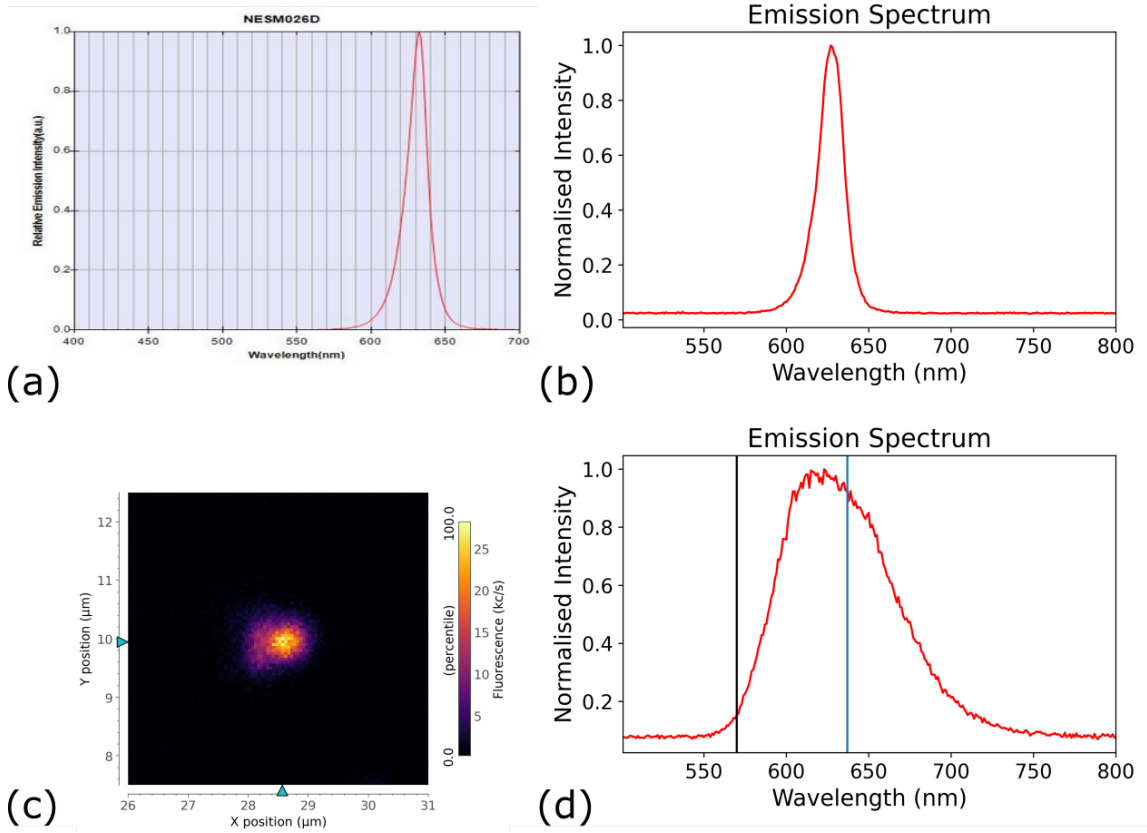 NESM026D
Relative Emission Intensity(a.u.)
1.0
0.8
0.6
0.4
0.2
0.0
400 450 500 550 600 650 700
Wavelength(nm)
(a)
Emission Spectrum
Normalised Intensity
1.0
0.8
0.6
0.4
0.2
0.0
550 600 650 700 750 800
Wavelength (nm)
(b)
Y position (µm)
12
11
10
9
8
26 27 28 29 30 31
X position (µm)
0.0 (percentile) 100.0
25
20
15
10
5
Fluorescence (kc/s)
(c)
Emission Spectrum
Normalised Intensity
1.0
0.8
0.6
0.4
0.2
550 600 650 700 750 800
Wavelength (nm)
(d)